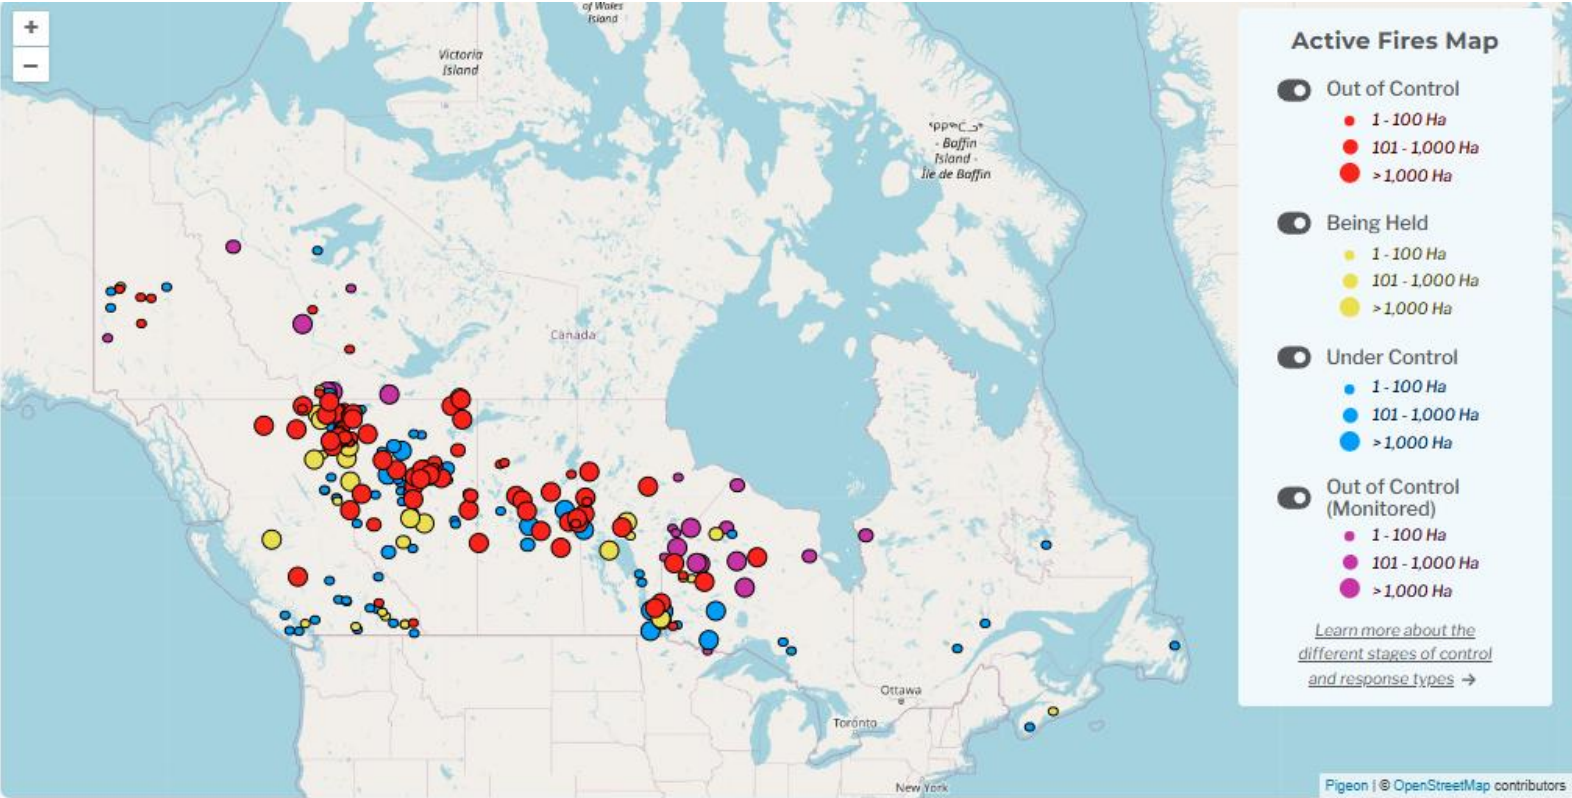 +
−
of Wales
Island
Victoria
Island
- Baffin
Island -
Île de Baffin
Canada
Ottawa
Toronto
New York
Active Fires Map
Out of Control
1 - 100 Ha
101 - 1,000 Ha
> 1,000 Ha
Being Held
1 - 100 Ha
101 - 1,000 Ha
> 1,000 Ha
Under Control
1 - 100 Ha
101 - 1,000 Ha
> 1,000 Ha
Out of Control
(Monitored)
1 - 100 Ha
101 - 1,000 Ha
> 1,000 Ha
Learn more about the
different stages of control
and response types →
Pigeon | © OpenStreetMap contributors